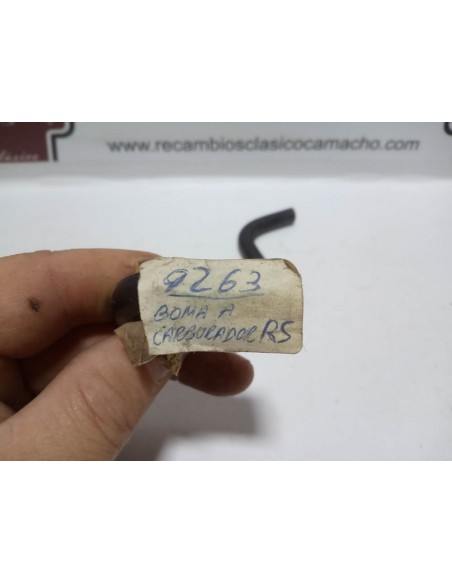 www.recambiosclasicocamacho.com
9263
BOMA A
CARBURADOR RS